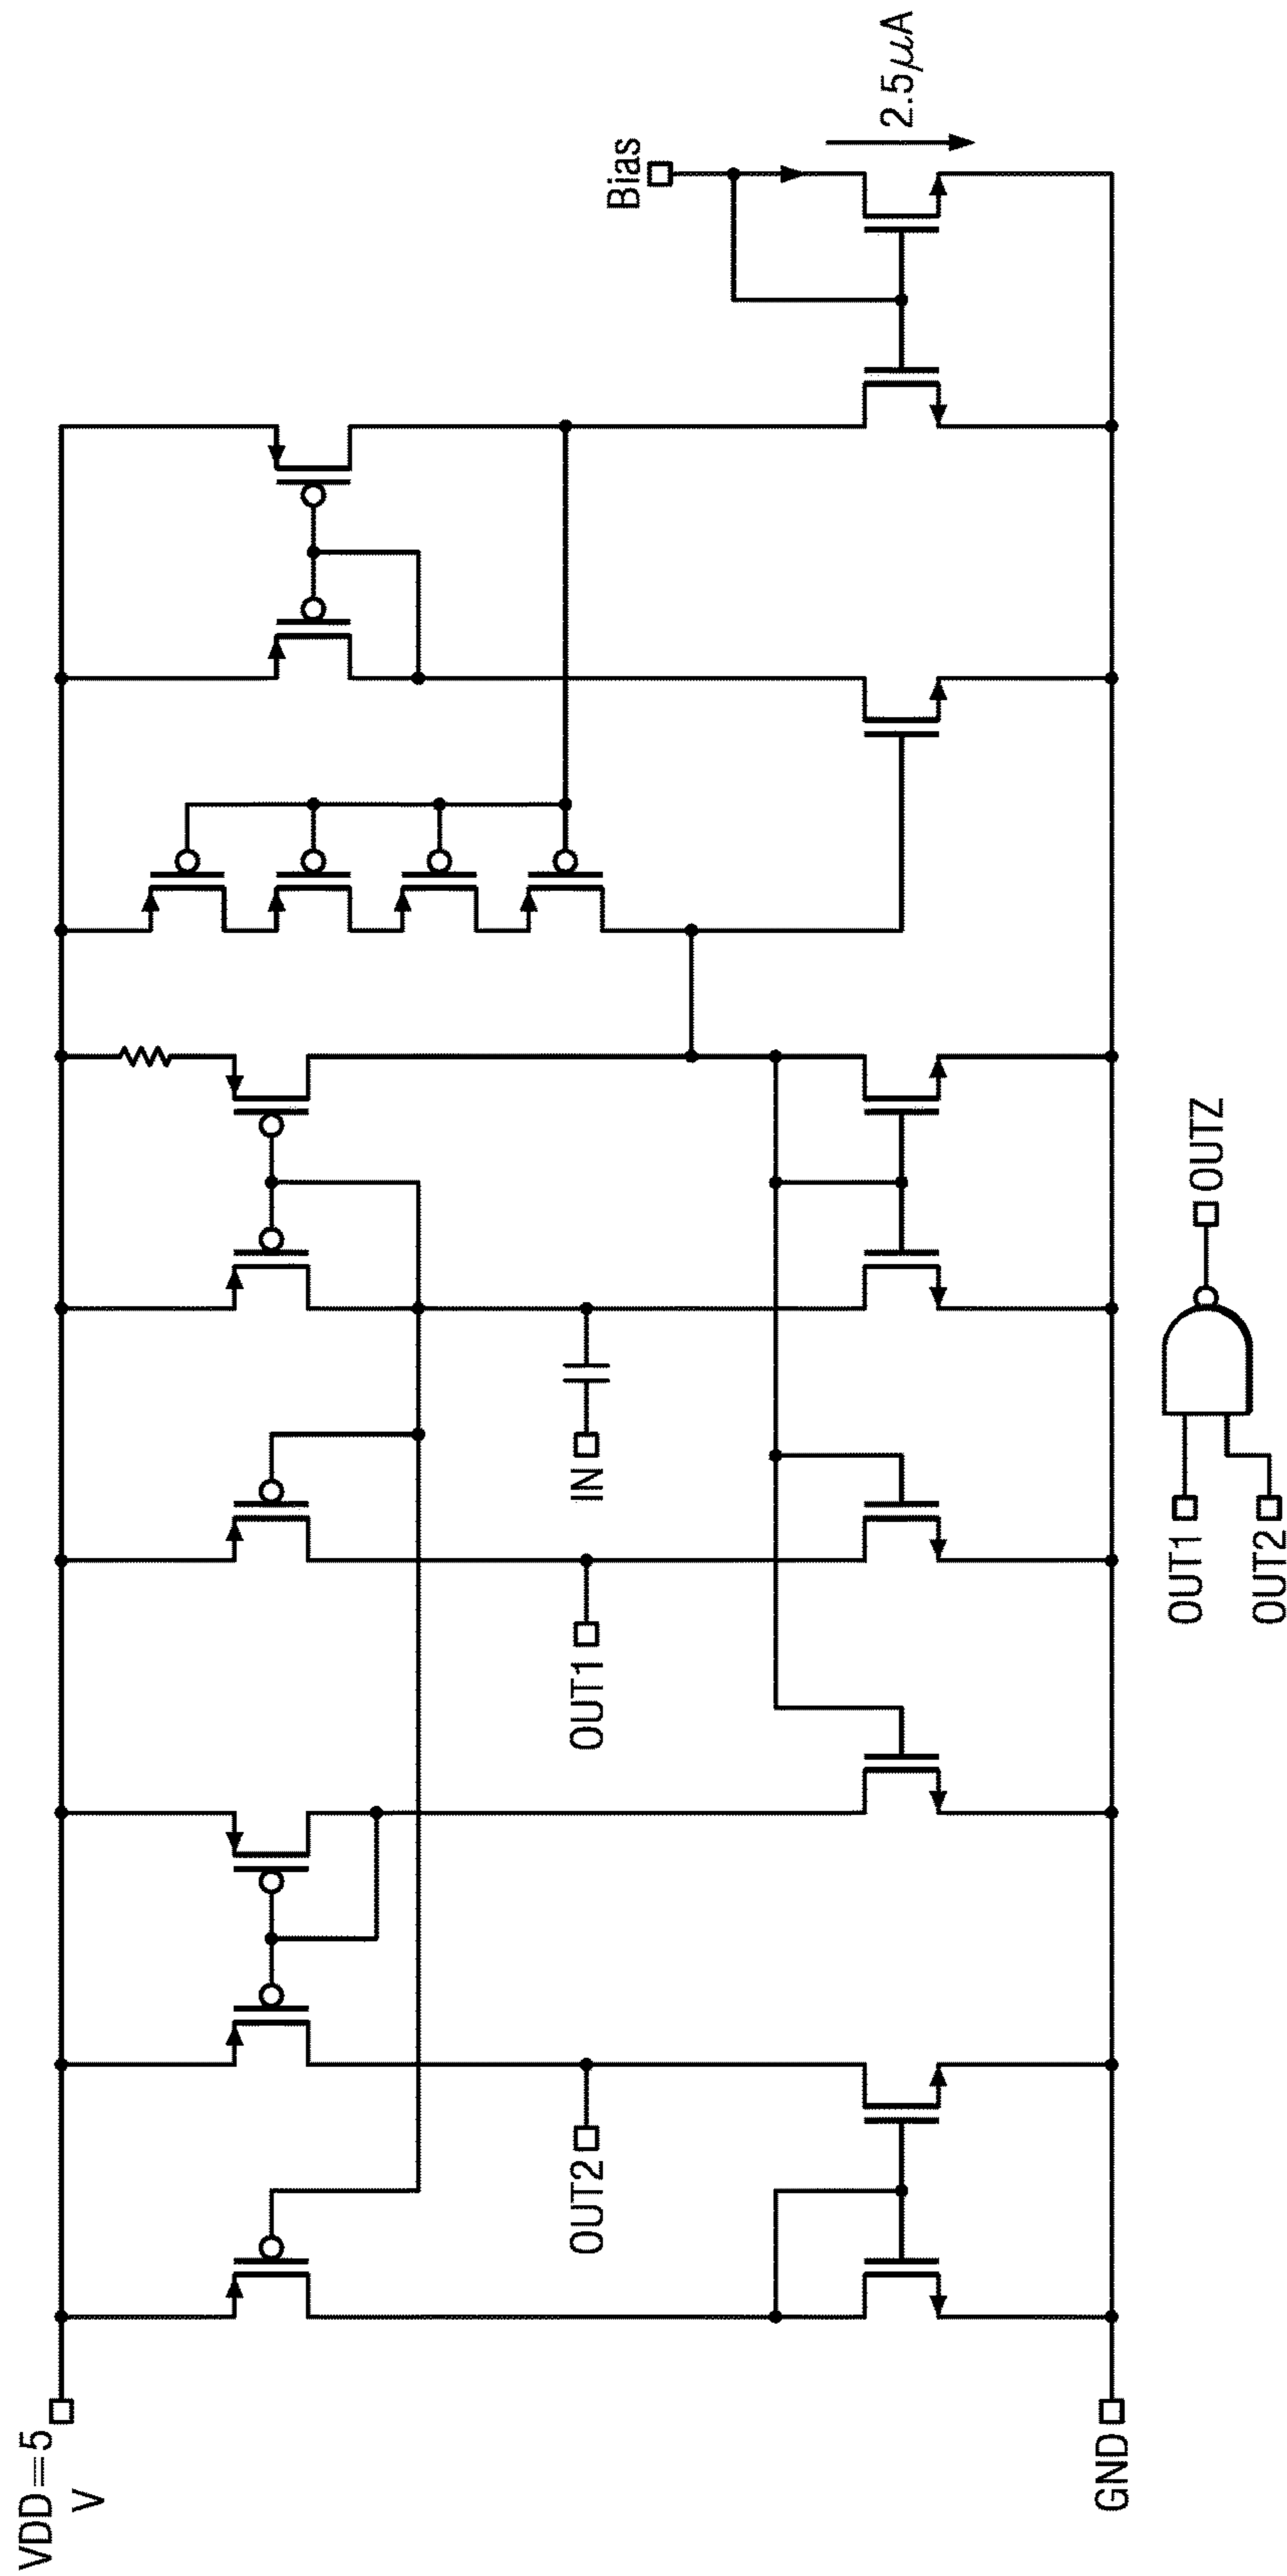 VDD=5
V
GND
OUT2
OUT1
IN
Bias
2.5μA
OUT1
OUT2
OUTZ